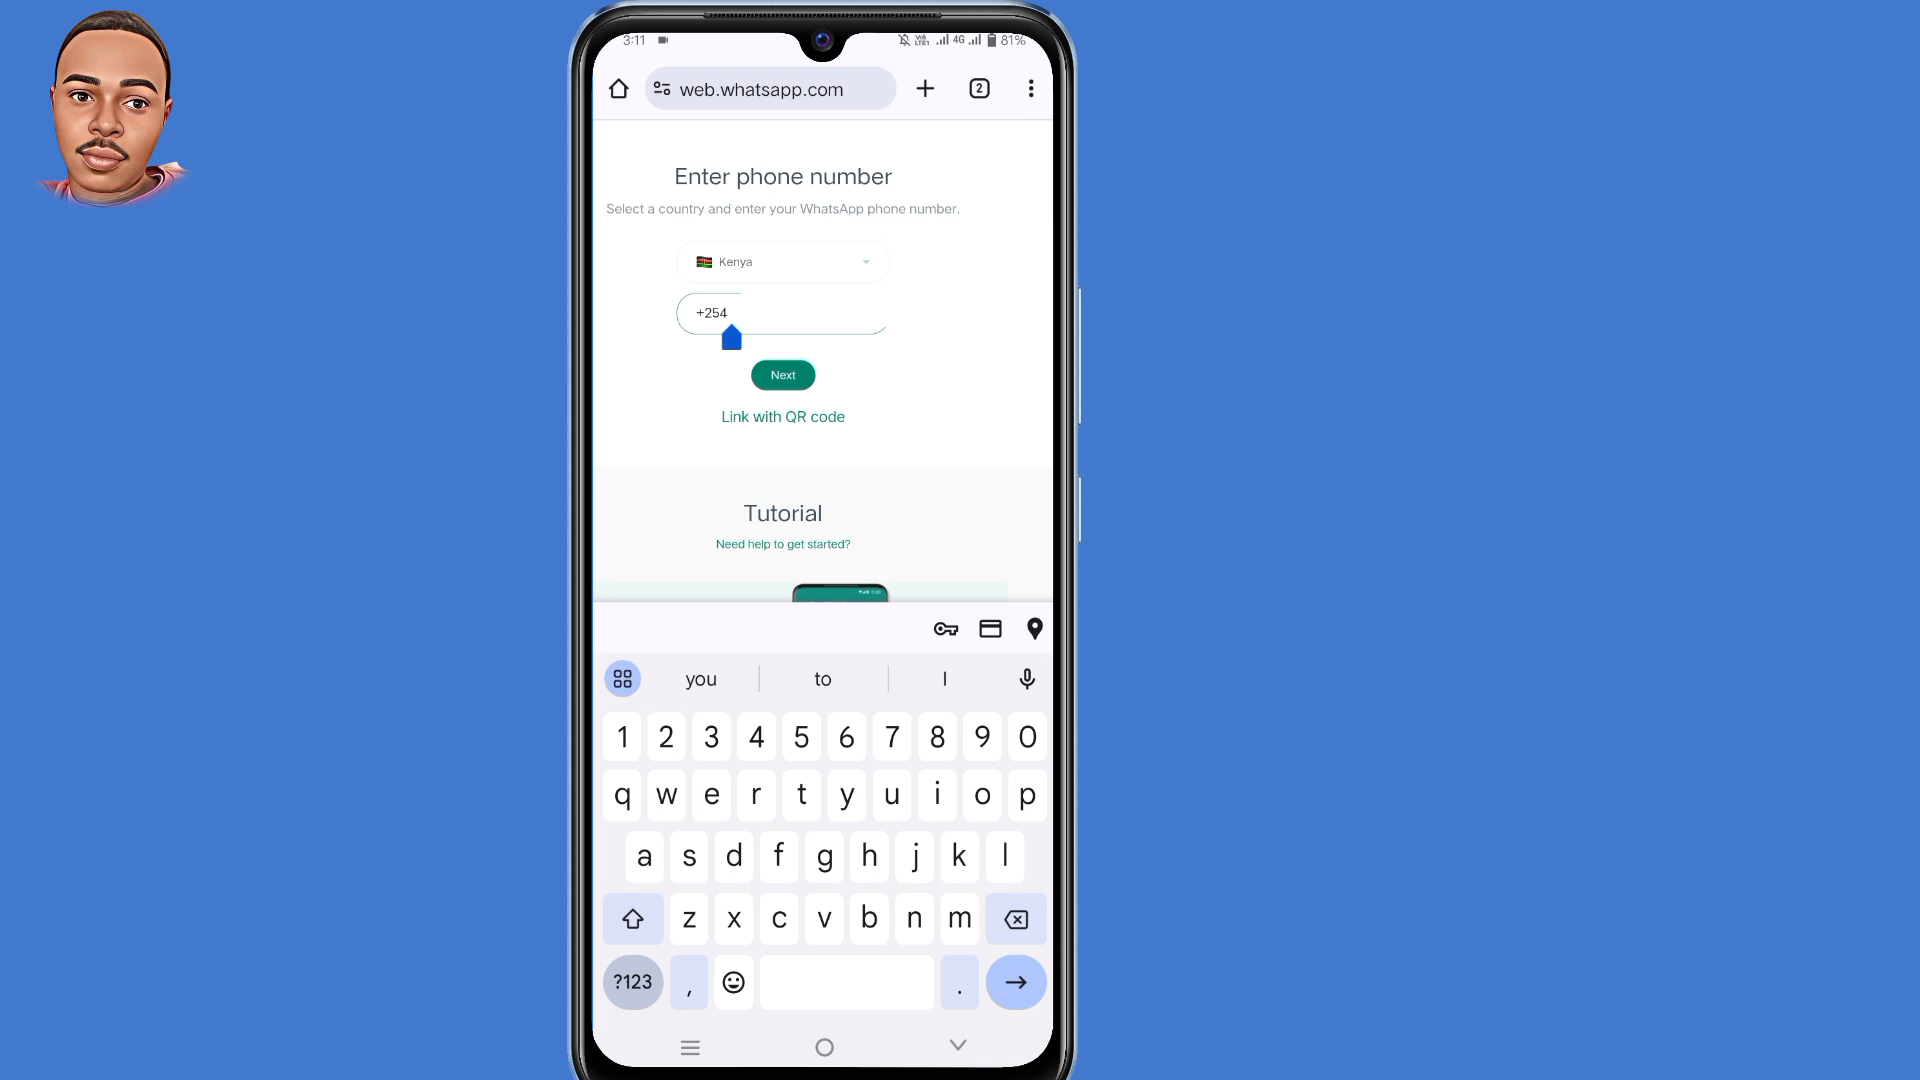 3:11 4G 81%
web.whatsapp.com 2
Enter phone number
Select a country and enter your WhatsApp phone number.
Kenya
+254
Next
Link with QR code
Tutorial
Need help to get started?
you to I
1 2 3 4 5 6 7 8 9 0
q w e r t y u i o p
a s d f g h j k l
z x c v b n m
?123 , .